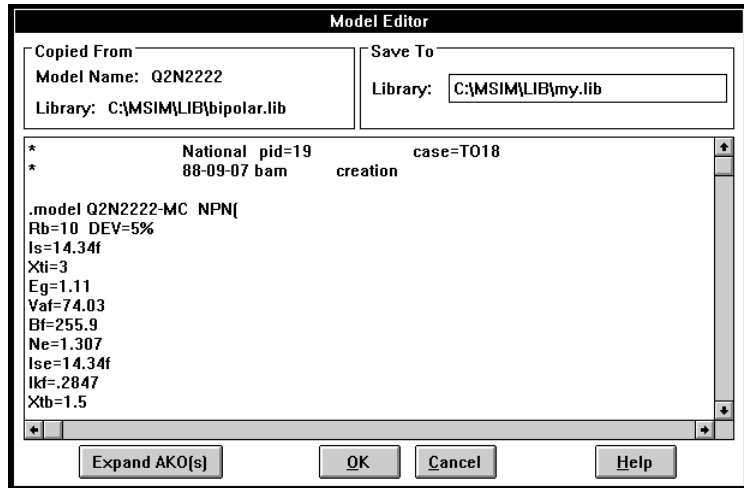 Model Editor
Copied From
Model Name: Q2N2222
Library: C:\MSIM\LIB\bipolar.lib
Save To
Library: C:\MSIM\LIB\my.lib
* National pid=19 case=TO18
* 88-09-07 bam creation
.model Q2N2222-MC NPN(
Rb=10 DEV=5%
Is=14.34f
Xti=3
Eg=1.11
Vaf=74.03
Bf=255.9
Ne=1.307
Ise=14.34f
Ikf=.2847
Xtb=1.5
Expand AKO(s) OK Cancel Help